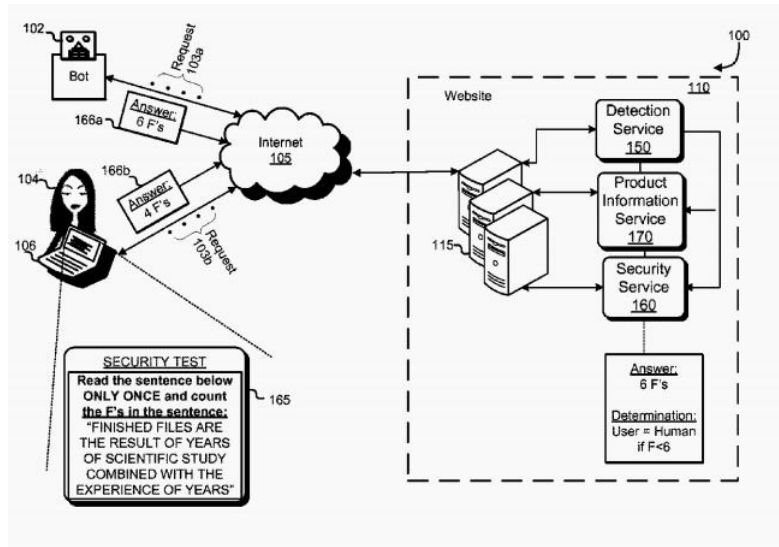 102
Bot
Request
103a
Answer:
6 F's
166a
Internet
105
104
106
166b
Answer:
4 F's
Request
103b
SECURITY TEST
Read the sentence below
ONLY ONCE and count
the F's in the sentence:
"FINISHED FILES ARE
THE RESULT OF YEARS
OF SCIENTIFIC STUDY
COMBINED WITH THE
EXPERIENCE OF YEARS"
165
100
110
Website
115
Detection
Service
150
Product
Information
Service
170
Security
Service
160
Answer:
6 F's
Determination:
User = Human
if F<6